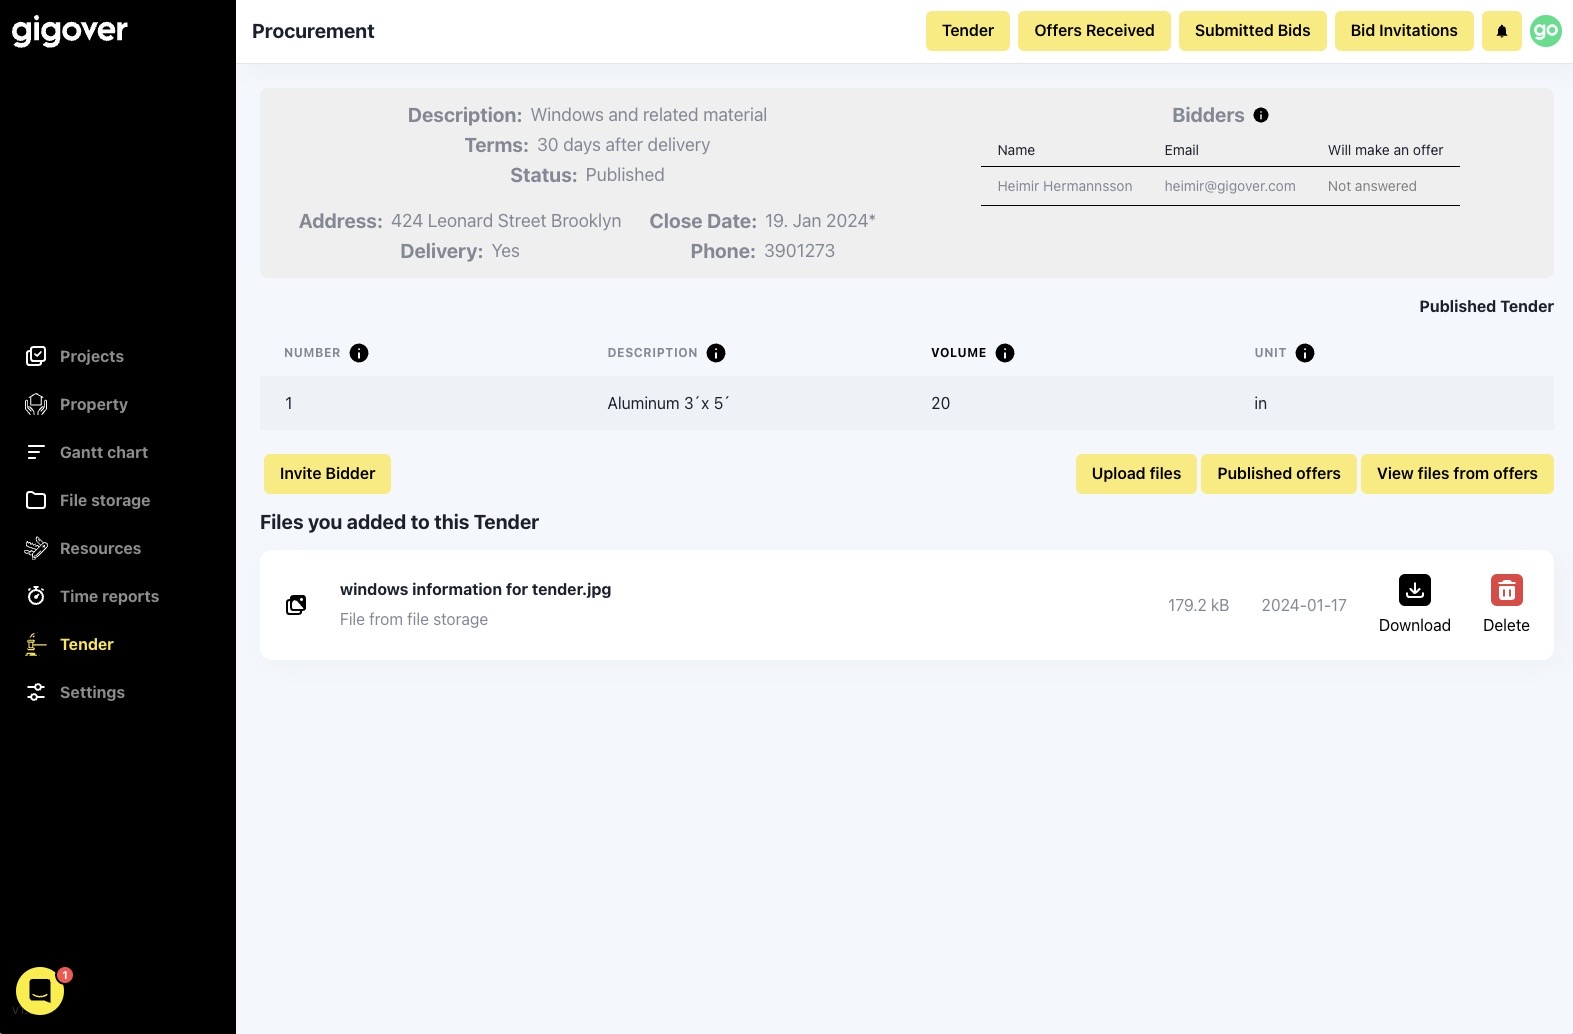 gigover
Procurement
Tender
Offers Received
Submitted Bids
Bid Invitations
go
Description: Windows and related material
Terms: 30 days after delivery
Status: Published
Address: 424 Leonard Street Brooklyn
Close Date: 19. Jan 2024*
Delivery: Yes
Phone: 3901273
Bidders
Name Email Will make an offer
Heimir Hermannsson heimir@gigover.com Not answered
Published Tender
NUMBER DESCRIPTION VOLUME UNIT
1 Aluminum 3´x 5´ 20 in
Invite Bidder
Upload files
Published offers
View files from offers
Files you added to this Tender
windows information for tender.jpg
File from file storage
179.2 kB
2024-01-17
Download
Delete
Projects
Property
Gantt chart
File storage
Resources
Time reports
Tender
Settings
1